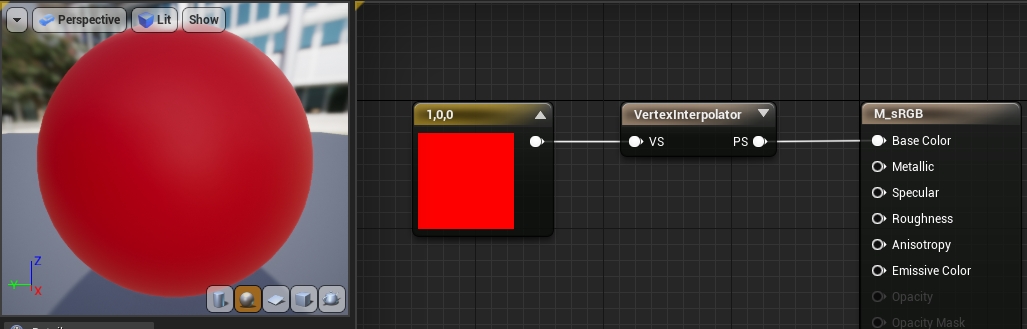 Perspective
Lit
Show
1,0,0
VertexInterpolator
VS
PS
M_sRGB
Base Color
Metallic
Specular
Roughness
Anisotropy
Emissive Color
Opacity
Opacity Mask
Z
Y
X